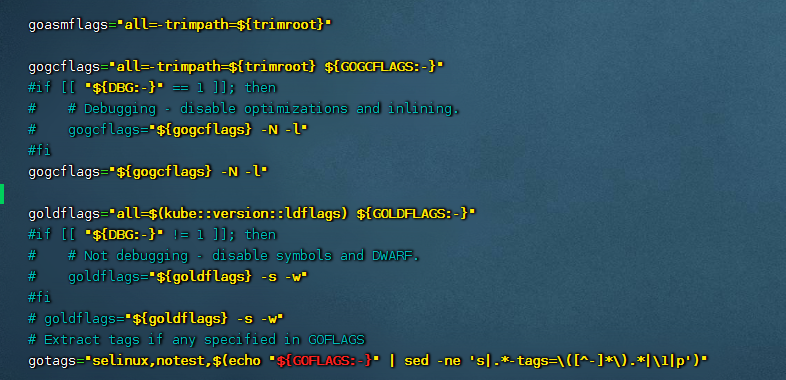 goasmflags="all=-trimpath=${trimroot}"
gogcflags="all=-trimpath=${trimroot} ${GOGCFLAGS:-}"
#if [[ "${DBG:-}" == 1 ]]; then
#    # Debugging - disable optimizations and inlining.
#    gogcflags="${gogcflags} -N -l"
#fi
gogcflags="${gogcflags} -N -l"
goldflags="all=$(kube::version::ldflags) ${GOLDFLAGS:-}"
#if [[ "${DBG:-}" != 1 ]]; then
#    # Not debugging - disable symbols and DWARF.
#    goldflags="${goldflags} -s -w"
#fi
# goldflags="${goldflags} -s -w"
# Extract tags if any specified in GOFLAGS
gotags="selinux,notest,$(echo "${GOFLAGS:-}" | sed -ne 's|.*-tags=\([^-]*\).*|\1|p')"